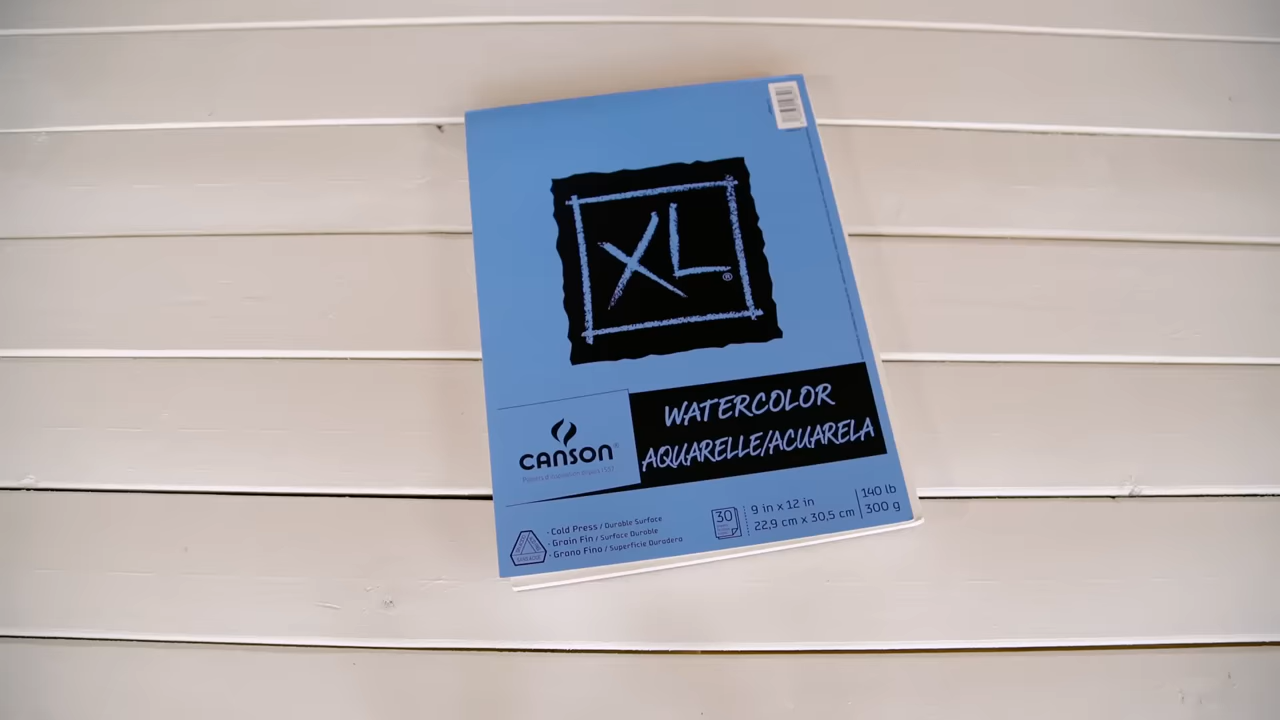 XL®
WATERCOLOR
AQUARELLE/ACUARELA
CANSON®
30
9 in x 12 in
22,9 cm x 30,5 cm
140 lb
300 g
- Cold Press / Durable Surface
- Grain Fin / Surface Durable
- Grano Fino / Superficie Duradera